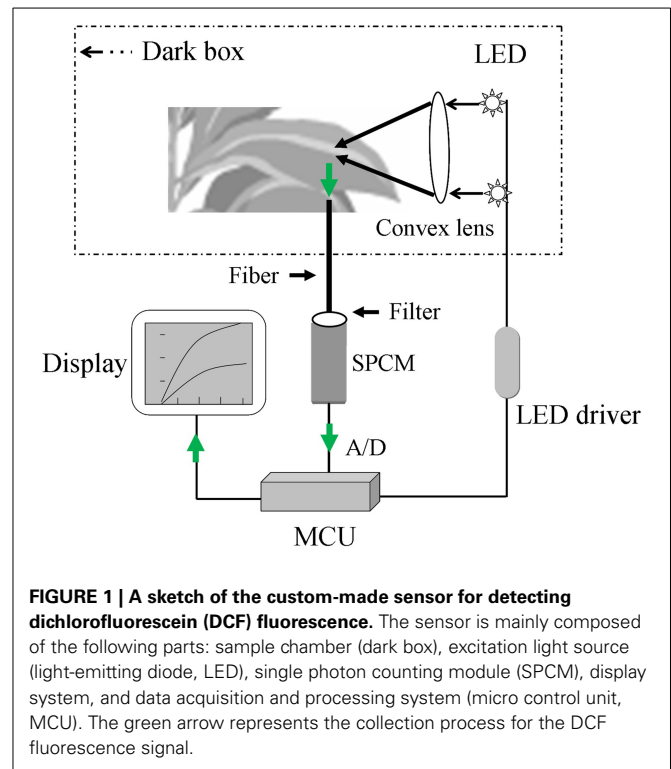 Dark box
LED
Convex lens
Fiber
Filter
Display
SPCM
LED driver
A/D
MCU
FIGURE 1 | A sketch of the custom-made sensor for detecting
dichlorofluorescein (DCF) fluorescence. The sensor is mainly composed
of the following parts: sample chamber (dark box), excitation light source
(light-emitting diode, LED), single photon counting module (SPCM), display
system, and data acquisition and processing system (micro control unit,
MCU). The green arrow represents the collection process for the DCF
fluorescence signal.